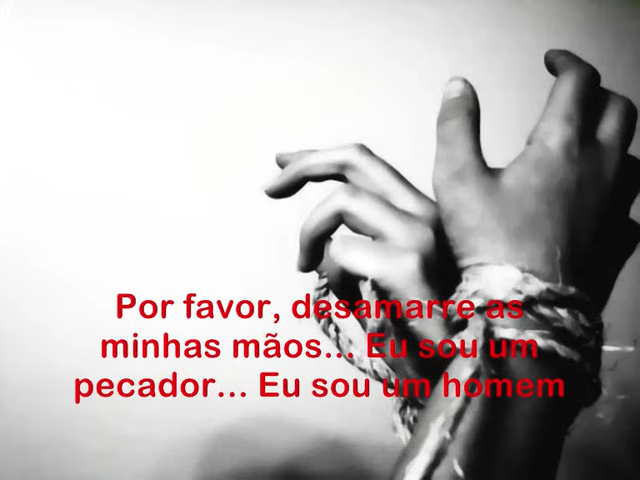 Por favor, desamarre as
minhas mãos... Eu sou um
pecador... Eu sou um homem